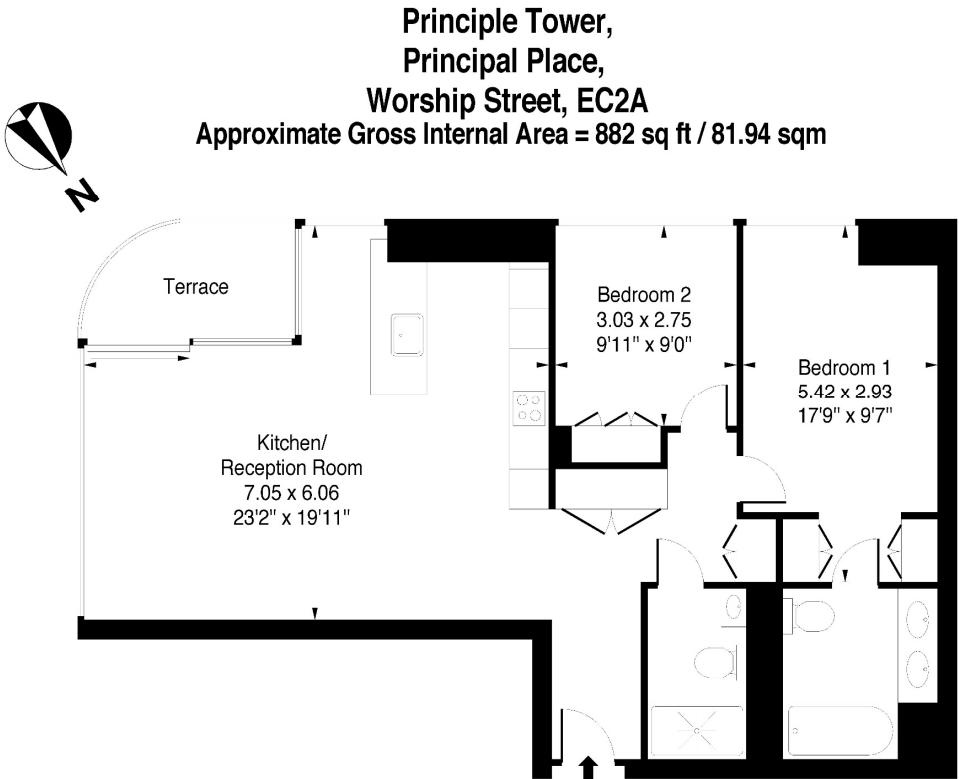 Principle Tower,
Principal Place,
Worship Street, EC2A
Approximate Gross Internal Area = 882 sq ft / 81.94 sqm
N
Terrace
Bedroom 2
3.03 x 2.75
9'11" x 9'0"
Bedroom 1
5.42 x 2.93
17'9" x 9'7"
Kitchen/
Reception Room
7.05 x 6.06
23'2" x 19'11"